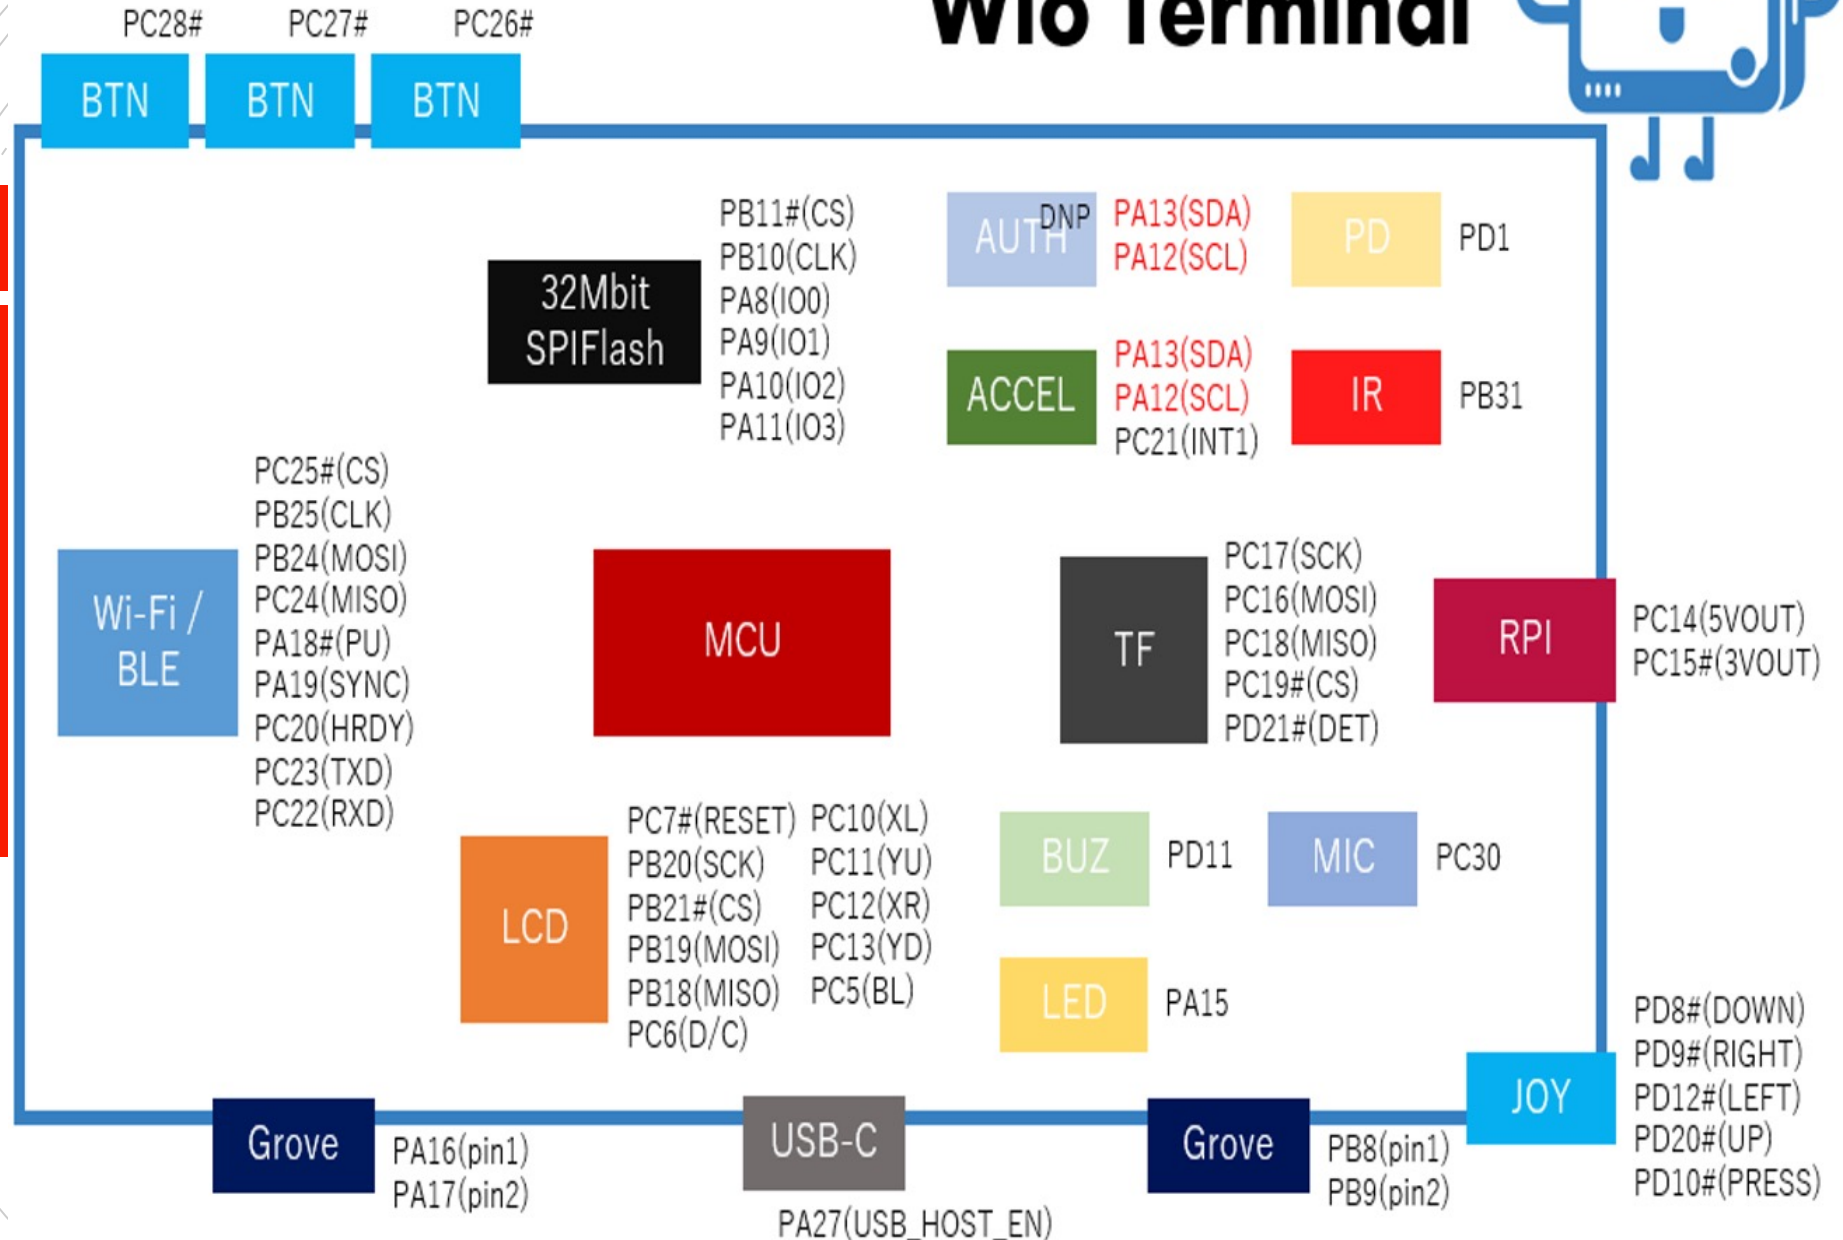 Wio Terminal
PC28#
PC27#
PC26#
BTN
BTN
BTN
32Mbit
SPIFlash
PB11#(CS)
PB10(CLK)
PA8(IO0)
PA9(IO1)
PA10(IO2)
PA11(IO3)
AUTH
DNP
PA13(SDA)
PA12(SCL)
PD
PD1
ACCEL
PA13(SDA)
PA12(SCL)
PC21(INT1)
IR
PB31
Wi-Fi /
BLE
PC25#(CS)
PB25(CLK)
PB24(MOSI)
PC24(MISO)
PA18#(PU)
PA19(SYNC)
PC20(HRDY)
PC23(TXD)
PC22(RXD)
MCU
TF
PC17(SCK)
PC16(MOSI)
PC18(MISO)
PC19#(CS)
PD21#(DET)
RPI
PC14(5VOUT)
PC15#(3VOUT)
LCD
PC7#(RESET)
PB20(SCK)
PB21#(CS)
PB19(MOSI)
PB18(MISO)
PC6(D/C)
PC10(XL)
PC11(YU)
PC12(XR)
PC13(YD)
PC5(BL)
BUZ
PD11
MIC
PC30
LED
PA15
JOY
PD8#(DOWN)
PD9#(RIGHT)
PD12#(LEFT)
PD20#(UP)
PD10#(PRESS)
Grove
PA16(pin1)
PA17(pin2)
USB-C
PA27(USB_HOST_EN)
Grove
PB8(pin1)
PB9(pin2)